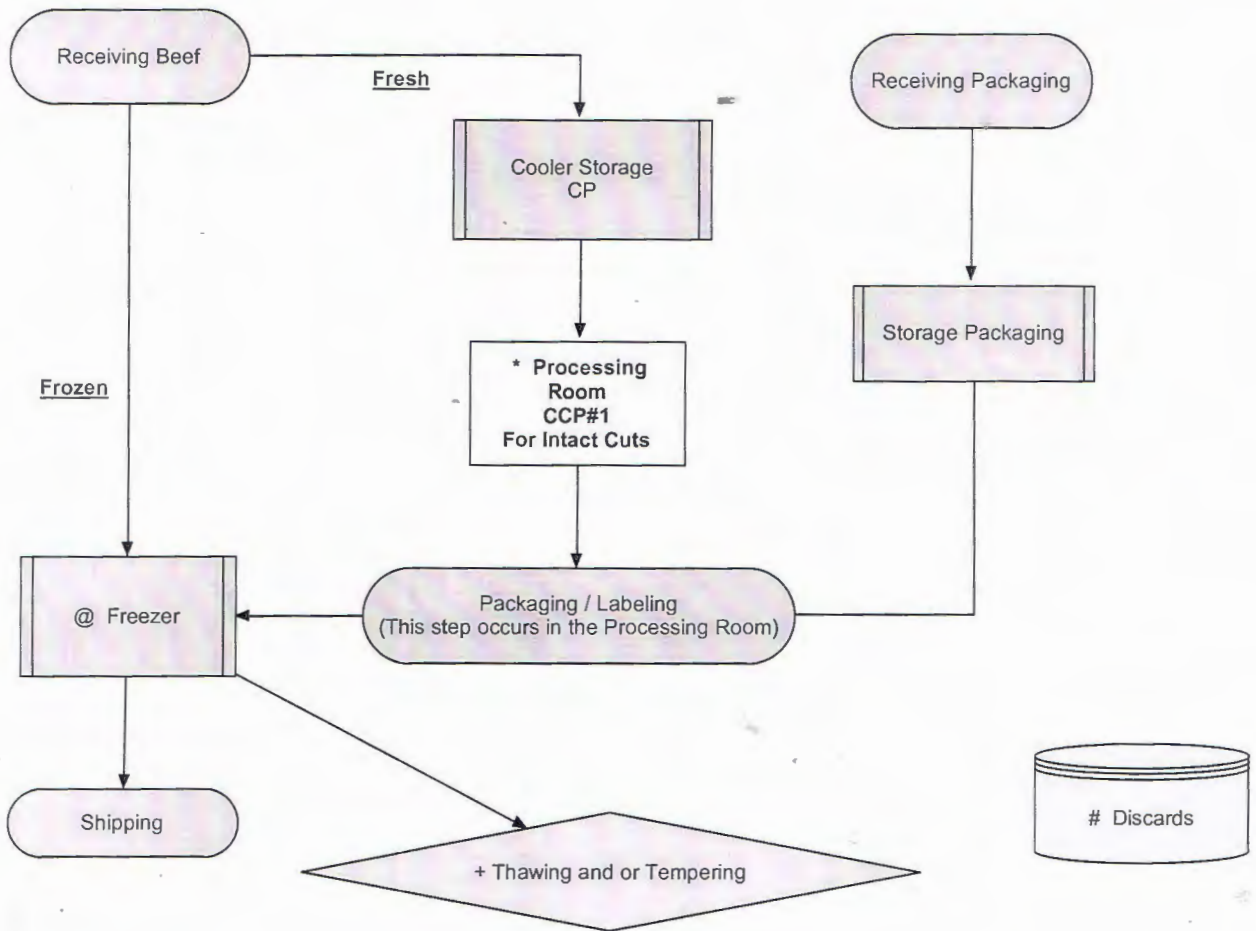 Receiving Beef
Fresh
Receiving Packaging
Cooler Storage
CP
Storage Packaging
* Processing
Room
CCP#1
For Intact Cuts
Frozen
@ Freezer
Packaging / Labeling
(This step occurs in the Processing Room)
Shipping
# Discards
+ Thawing and or Tempering